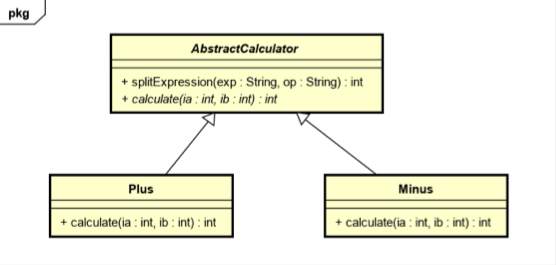 pkg
AbstractCalculator
+ splitExpression(exp : String, op : String) : int
+ calculate(ia : int, ib : int) : int
Plus
+ calculate(ia : int, ib : int) : int
Minus
+ calculate(ia : int, ib : int) : int